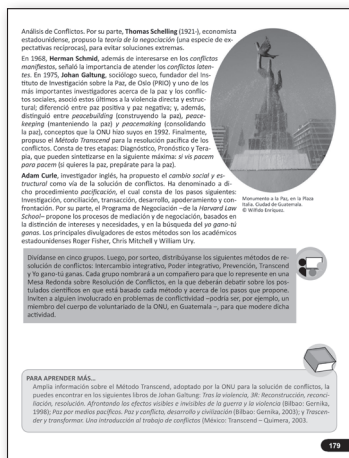 Análisis de Conflictos. Por su parte, Thomas Schelling (1921-), economista
estadounidense, propuso la teoría de la negociación (una especie de ex-
pectativas recíprocas), para evitar soluciones extremas.
En 1968, Herman Schmid, además de interesarse en los conflictos
manifiestos, señaló la importancia de atender los conflictos laten-
tes. En 1975, Johan Galtung, sociólogo sueco, fundador del Ins-
tituto de Investigación sobre la Paz, de Oslo (PRIO) y uno de los
más importantes investigadores acerca de la paz y los conflic-
tos sociales, asoció estos últimos a la violencia directa y estruc-
tural; diferenció entre paz positiva y paz negativa; y, además,
distinguió entre peacebuilding (construyendo la paz), peace-
keeping (manteniendo la paz) y peacemaking (consolidando
la paz), conceptos que la ONU hizo suyos en 1992. Finalmente,
propuso el Método Transcend para la resolución pacífica de los
conflictos. Consta de tres etapas: Diagnóstico, Pronóstico y Tera-
pia, que pueden sintetizarse en la siguiente máxima: si vis pacem
para pacem (si quieres la paz, prepárate para la paz).
Adam Curle, investigador inglés, ha propuesto el cambio social y es-
tructural como vía de la solución de conflictos. Ha denominado a di-
cho procedimiento pacificación, el cual consta de los pasos siguientes:
Investigación, conciliación, transacción, desarrollo, apoderamiento y con-
frontación. Por su parte, el Programa de Negociación –de la Harvard Law
School– propone los procesos de mediación y de negociación, basados en
la distinción de intereses y necesidades, y en la búsqueda del yo gano-tú
ganas. Los principales divulgadores de estos métodos son los académicos
estadounidenses Roger Fisher, Chris Mitchell y William Ury.
Monumento a la Paz, en la Plaza
Italia, Ciudad de Guatemala.
© Wilfido Enríquez.
Divídanse en cinco grupos. Luego, por sorteo, distribúyanse los siguientes métodos de re-
solución de conflictos: Intercambio integrativo, Poder integrativo, Prevención, Transcend
y Yo gano-tú ganas. Cada grupo nombrará a un compañero para que lo represente en una
Mesa Redonda sobre Resolución de Conflictos, en la que deberán debatir sobre los pos-
tulados científicos en que está basado cada método y acerca de los pasos que propone.
Inviten a alguien involucrado en problemas de conflictividad –podría ser, por ejemplo, un
miembro del cuerpo de voluntariado de la ONU, en Guatemala –, para que modere dicha
actividad.
PARA APRENDER MÁS...
Amplía información sobre el Método Transcend, adoptado por la ONU para la solución de conflictos, la
puedes encontrar en los siguientes libros de Johan Galtung: Tras la violencia, 3R: Reconstrucción, reconci-
liación, resolución. Afrontando los efectos visibles e invisibles de la guerra y la violencia (Bilbao: Gernika,
1998); Paz por medios pacíficos. Paz y conflicto, desarrollo y civilización (Bilbao: Gernika, 2003); y Trascen-
der y transformar. Una introducción al trabajo de conflictos (México: Transcend – Quimera, 2003.
179